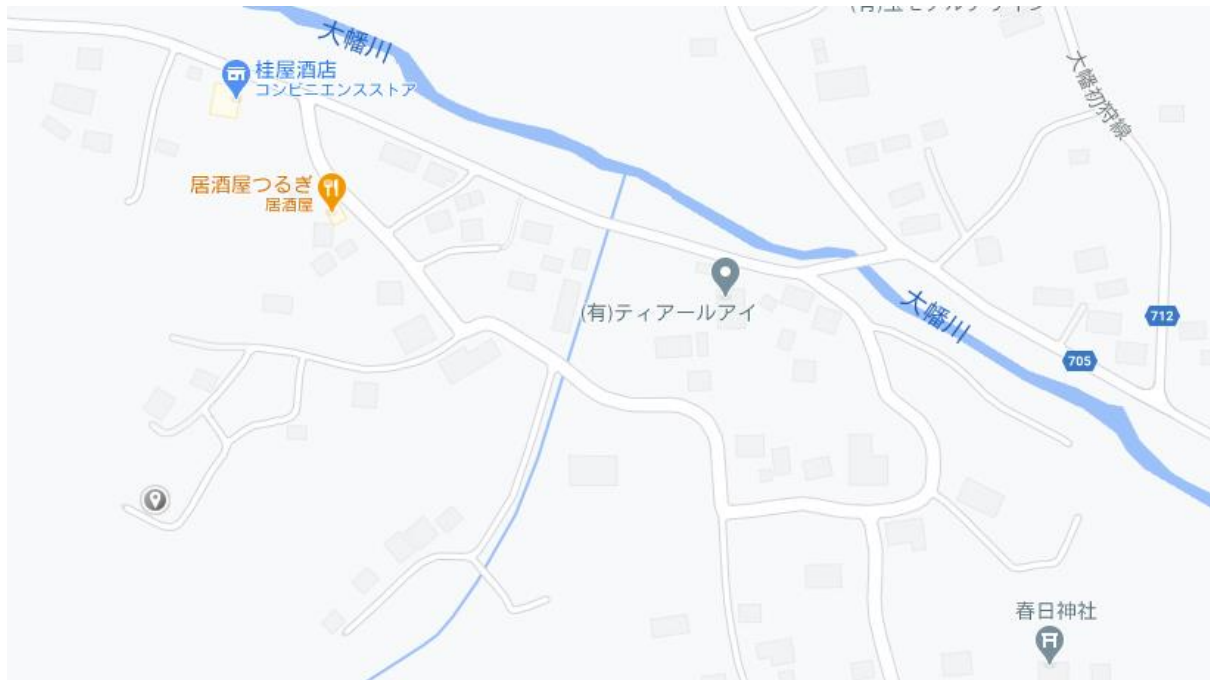 大幡川
桂屋酒店
コンビニエンスストア
大幡初狩線
居酒屋つるぎ
居酒屋
(有)ティアールアイ
大幡川
712
705
春日神社